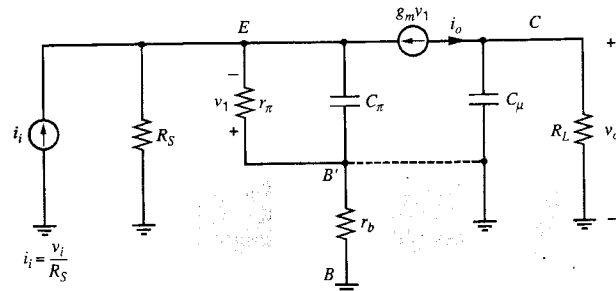 g_m v_1
E
i_o
C
+
−
v_1
r_π
+
C_π
C_μ
i_i
R_S
R_L
v_o
B'
r_b
−
B
i_i = v_i / R_S